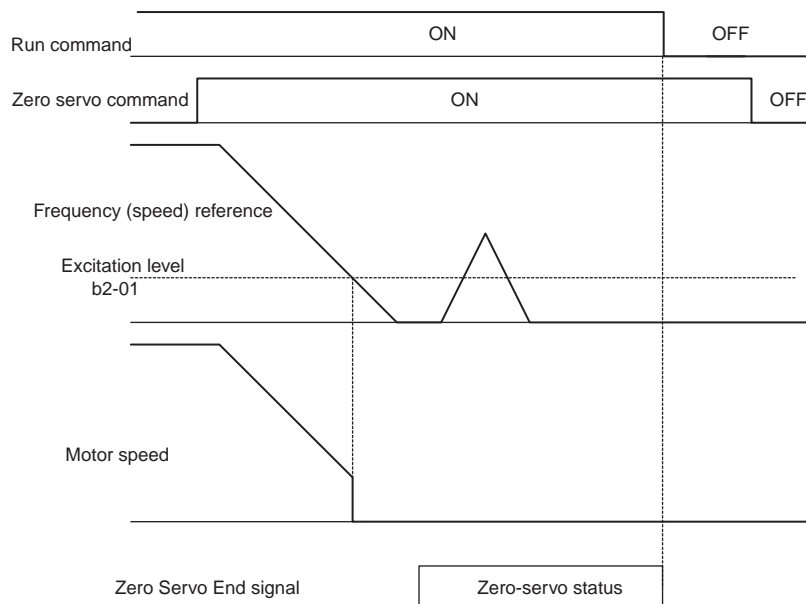 Run command
ON
OFF
Zero servo command
ON
OFF
Frequency (speed) reference
Excitation level
b2-01
Motor speed
Zero Servo End signal
Zero-servo status